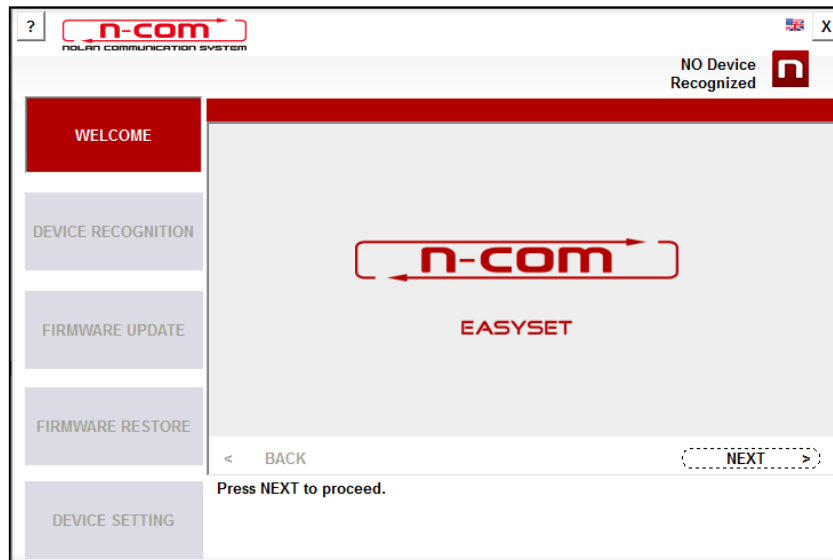 ?
n-com
NOLAN COMMUNICATION SYSTEM
X
NO Device
Recognized
n
WELCOME
DEVICE RECOGNITION
FIRMWARE UPDATE
FIRMWARE RESTORE
DEVICE SETTING
n-com
EASYSET
< BACK
NEXT >
Press NEXT to proceed.